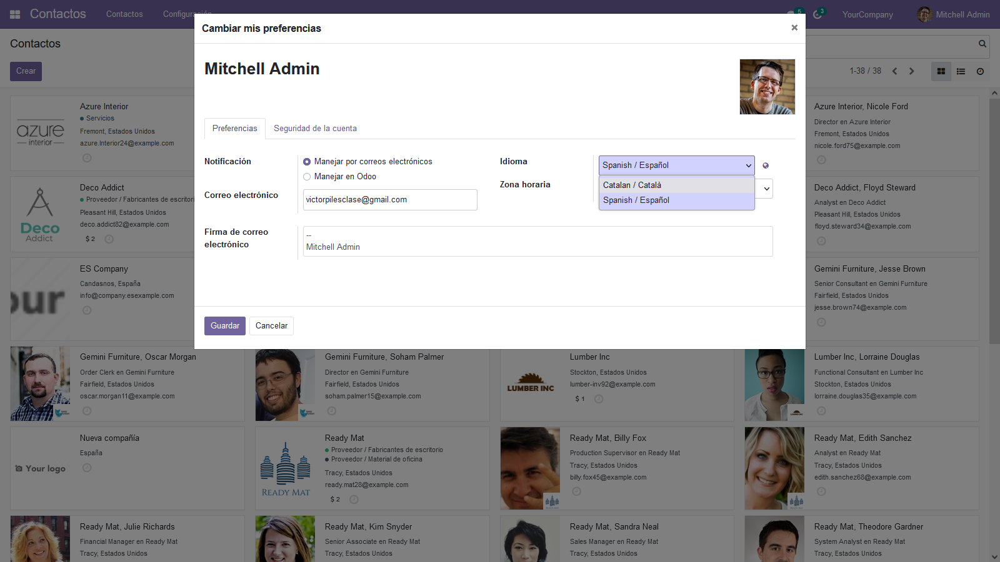 Contactos
Contactos
5
3
YourCompany
Mitchell Admin
Contactos
Crear
1-38 / 38
Cambiar mis preferencias
Mitchell Admin
Preferencias
Seguridad de la cuenta
Notificación
Manejar por correos electrónicos
Manejar en Odoo
Correo electrónico
victorpilesclase@gmail.com
Idioma
Spanish / Español
Catalan / Català
Spanish / Español
Zona horaria
Firma de correo
electrónico
--
Mitchell Admin
Guardar
Cancelar
azure
interior
Azure Interior
Servicios
Fremont, Estados Unidos
azure.Interior24@example.com
Azure Interior, Nicole Ford
Director en Azure Interior
Fremont, Estados Unidos
nicole.ford75@example.com
Deco
Addict
Deco Addict
Proveedor / Fabricantes de escritori
Pleasant Hill, Estados Unidos
deco.addict82@example.com
$ 2
Deco Addict, Floyd Steward
Analyst en Deco Addict
Pleasant Hill, Estados Unidos
floyd.steward34@example.com
our
ES Company
Candasnos, España
info@company.esexample.com
Gemini Furniture, Jesse Brown
Senior Consultant en Gemini Furniture
Fairfield, Estados Unidos
jesse.brown74@example.com
Gemini Furniture, Oscar Morgan
Order Clerk en Gemini Furniture
Fairfield, Estados Unidos
oscar.morgan11@example.com
Gemini Furniture, Soham Palmer
Director en Gemini Furniture
Fairfield, Estados Unidos
soham.palmer15@example.com
LUMBER INC
Lumber Inc
Stockton, Estados Unidos
lumber-inv92@example.com
$ 1
Lumber Inc, Lorraine Douglas
Functional Consultant en Lumber Inc
Stockton, Estados Unidos
lorraine.douglas35@example.com
LUMBER INC
Your logo
Nueva compañía
España
READY MAT
Ready Mat
Proveedor / Fabricantes de escritorio
Proveedor / Material de oficina
Tracy, Estados Unidos
ready.mat28@example.com
$ 2
Ready Mat, Billy Fox
Production Supervisor en Ready Mat
Tracy, Estados Unidos
billy.fox45@example.com
Ready Mat, Edith Sanchez
Analyst en Ready Mat
Tracy, Estados Unidos
edith.sanchez68@example.com
Ready Mat, Julie Richards
Financial Manager en Ready Mat
Tracy, Estados Unidos
Ready Mat, Kim Snyder
Senior Associate en Ready Mat
Tracy, Estados Unidos
Ready Mat, Sandra Neal
Sales Manager en Ready Mat
Tracy, Estados Unidos
Ready Mat, Theodore Gardner
System Analyst en Ready Mat
Tracy, Estados Unidos